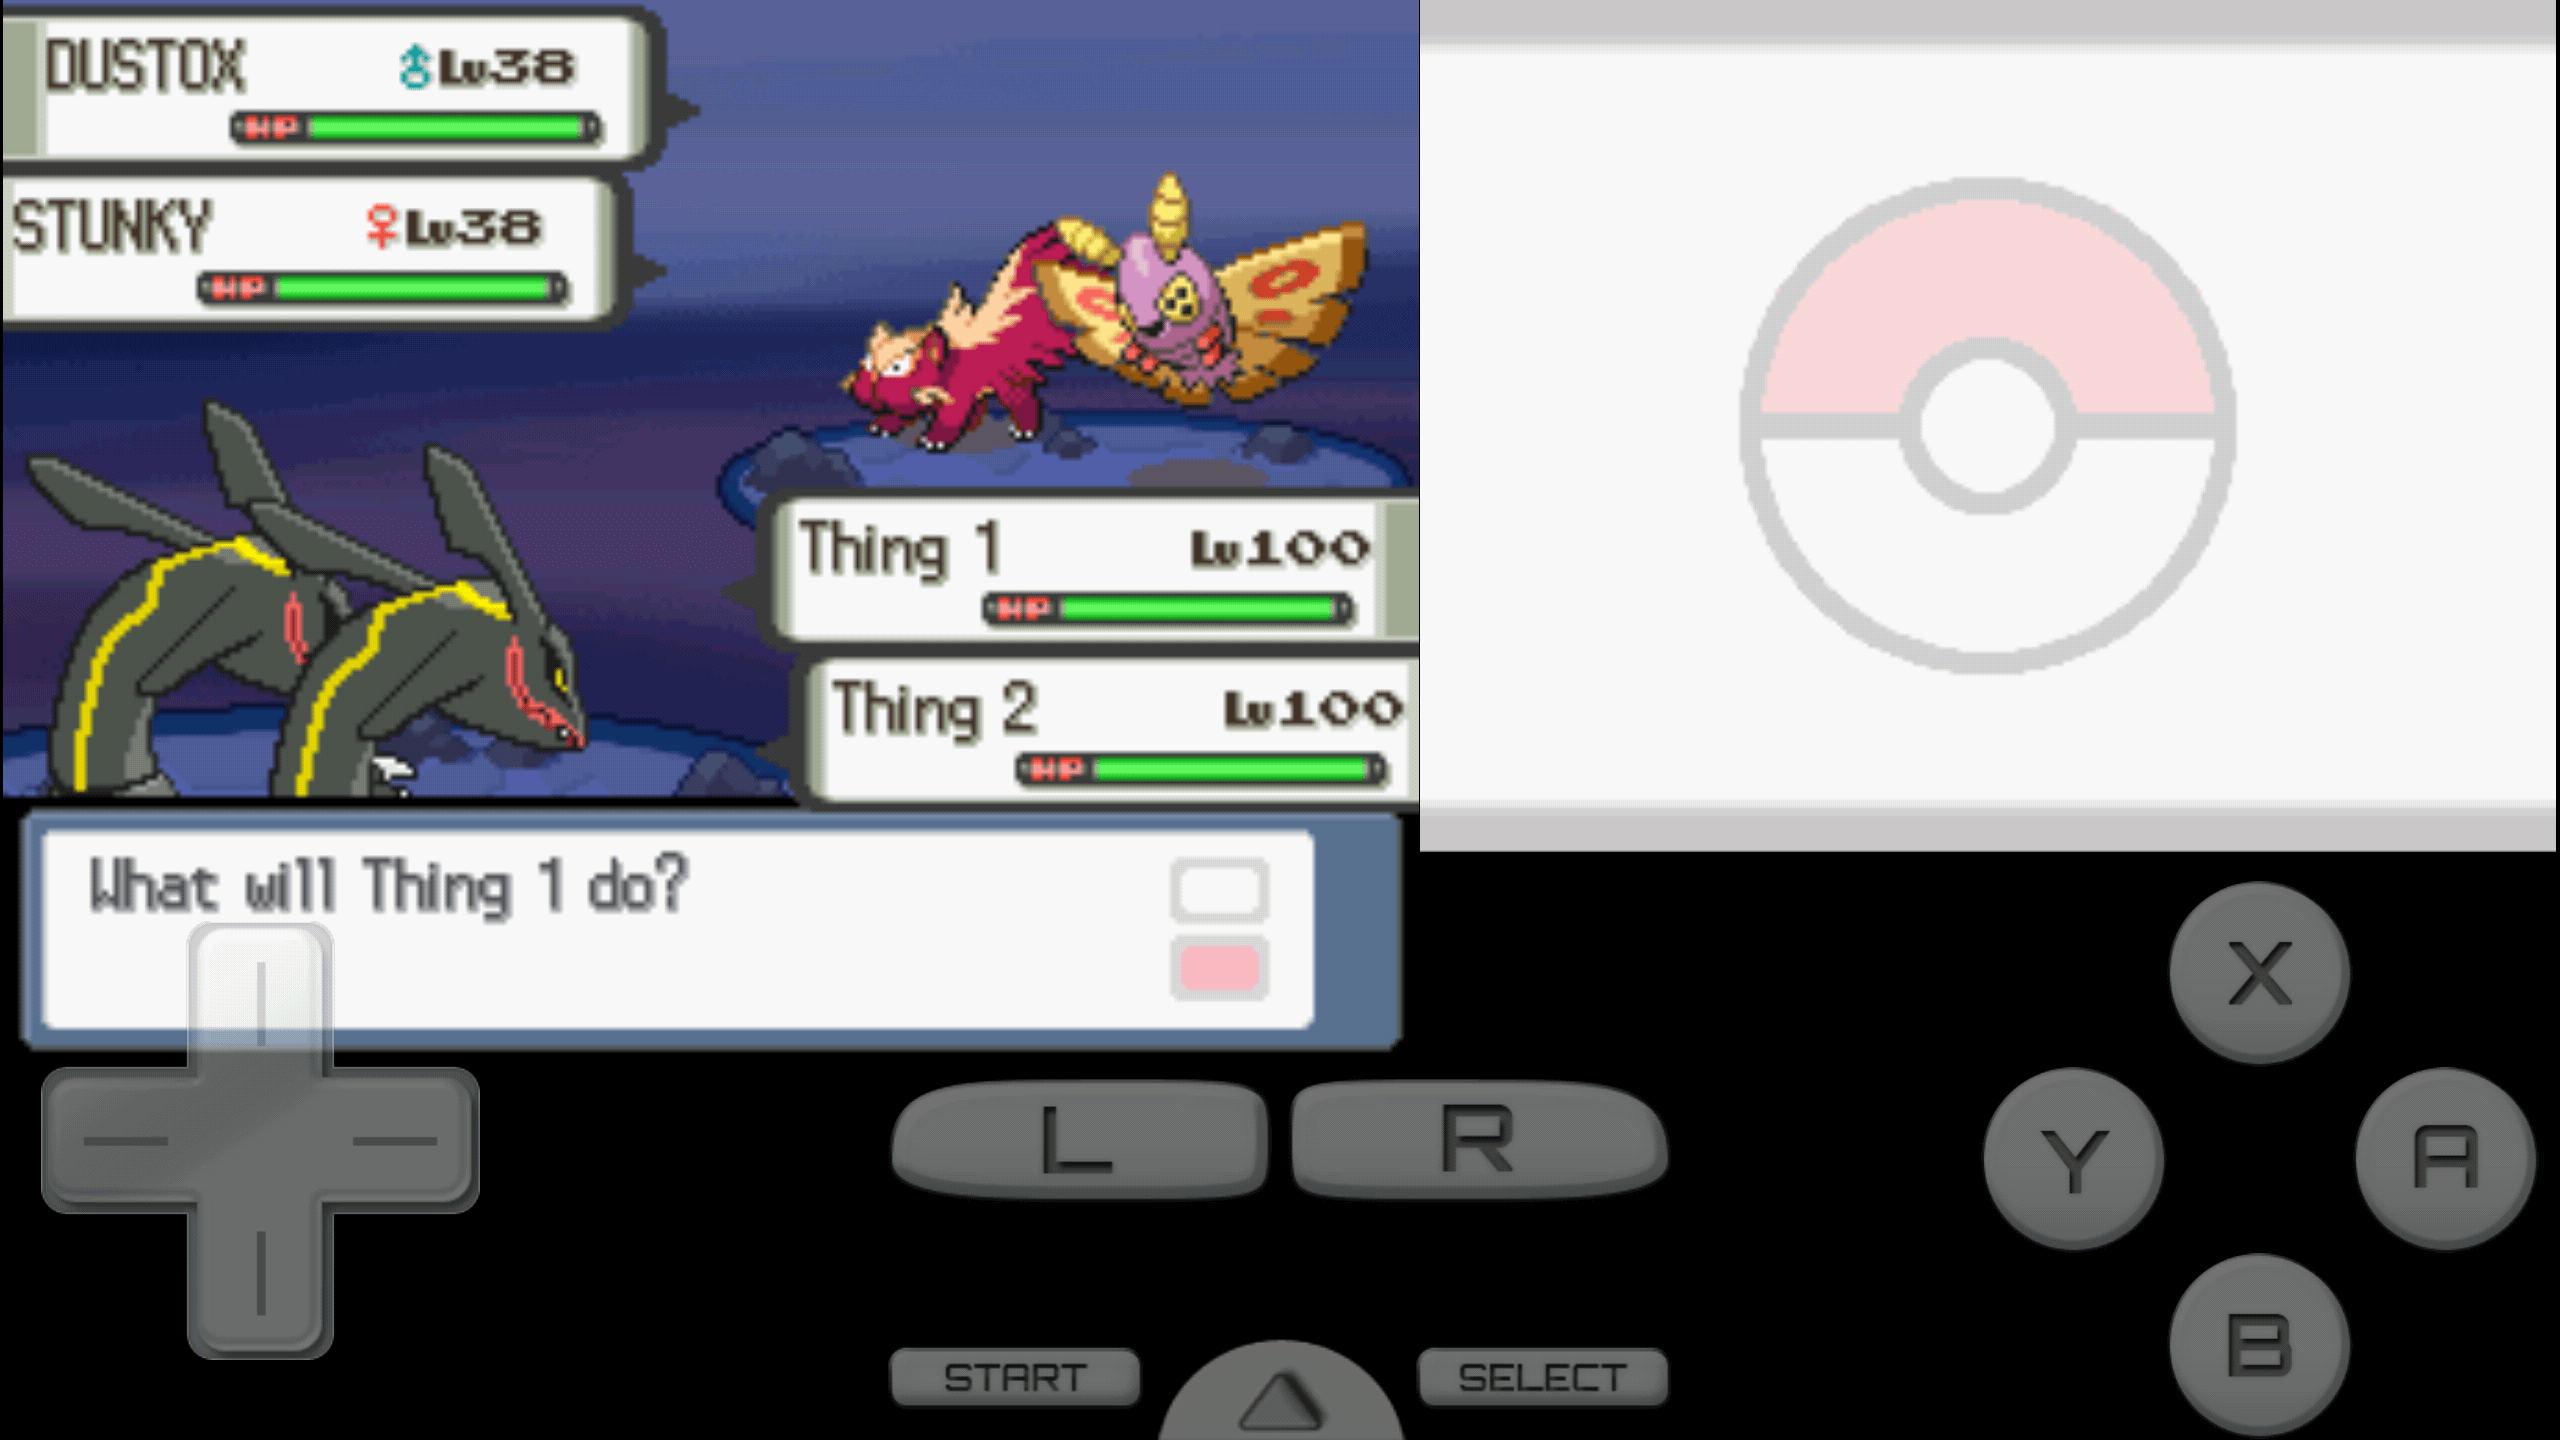 DUSTOX ♂Lv38
HP
STUNKY ♀Lv38
HP
Thing 1 Lv100
HP
Thing 2 Lv100
HP
What will Thing 1 do?
X
L R Y A
START SELECT B